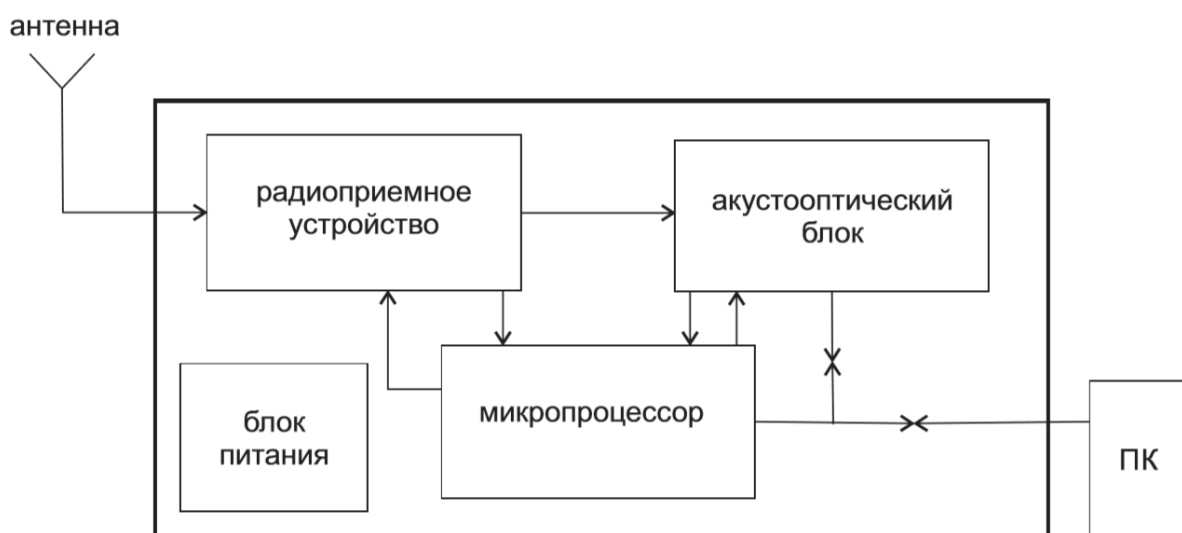 антенна
радиоприемное
устройство
акустооптический
блок
микропроцессор
блок
питания
ПК